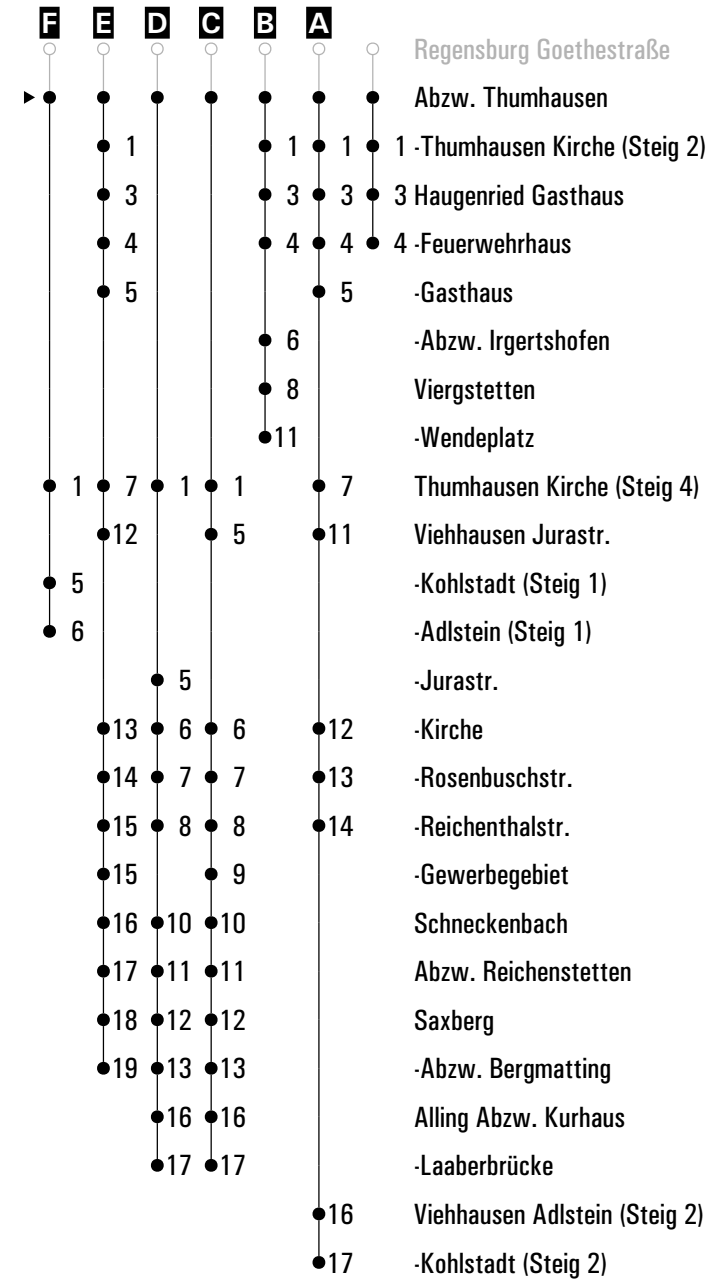 F E D C B A
Regensburg Goethestraße
Abzw. Thumhausen
1 1 1 1 -Thumhausen Kirche (Steig 2)
3 3 3 3 Haugenried Gasthaus
4 4 4 4 -Feuerwehrhaus
5 5 -Gasthaus
6 -Abzw. Irgertshofen
8 Viergstetten
11 -Wendeplatz
1 7 1 1 7 Thumhausen Kirche (Steig 4)
12 5 11 Viehhausen Jurastr.
5 -Kohlstadt (Steig 1)
6 -Adlstein (Steig 1)
5 -Jurastr.
13 6 6 12 -Kirche
14 7 7 13 -Rosenbuschstr.
15 8 8 14 -Reichenthalstr.
15 9 -Gewerbegebiet
16 10 10 Schneckenbach
17 11 11 Abzw. Reichenstetten
18 12 12 Saxberg
19 13 13 -Abzw. Bergmatting
16 16 Alling Abzw. Kurhaus
17 17 -Laaberbrücke
16 Viehhausen Adlstein (Steig 2)
17 -Kohlstadt (Steig 2)